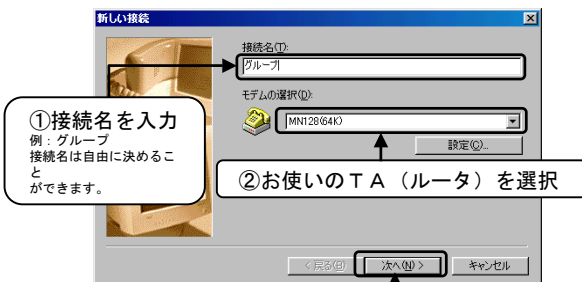 新しい接続
接続名(T):
グループ
モデムの選択(D):
MN128(64K)
設定(C)...
①接続名を入力
例：グループ
接続名は自由に決めるこ
と
ができます。
②お使いのＴＡ（ルータ）を選択
< 戻る(B)
次へ(N) >
キャンセル